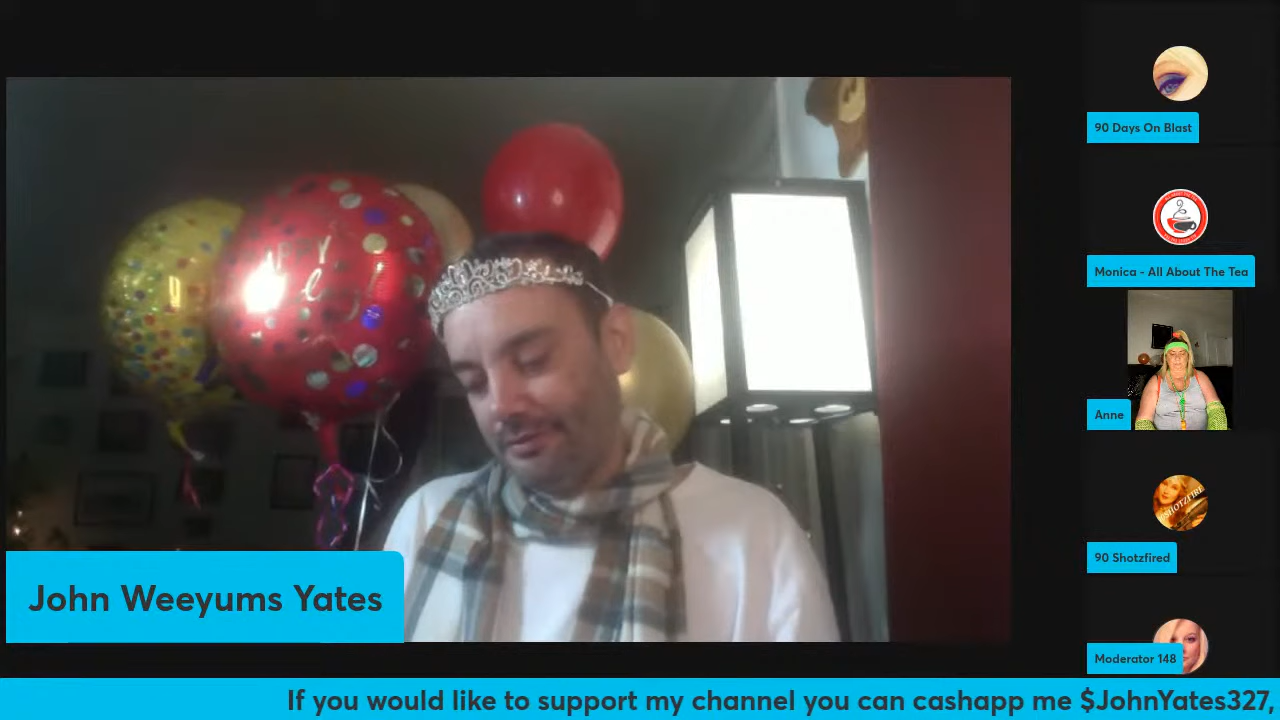 90 Days On Blast
Monica - All About The Tea
Anne
SHOTZFIRE
90 Shotzfired
Moderator 148
John Weeyums Yates
If you would like to support my channel you can cashapp me $JohnYates327,